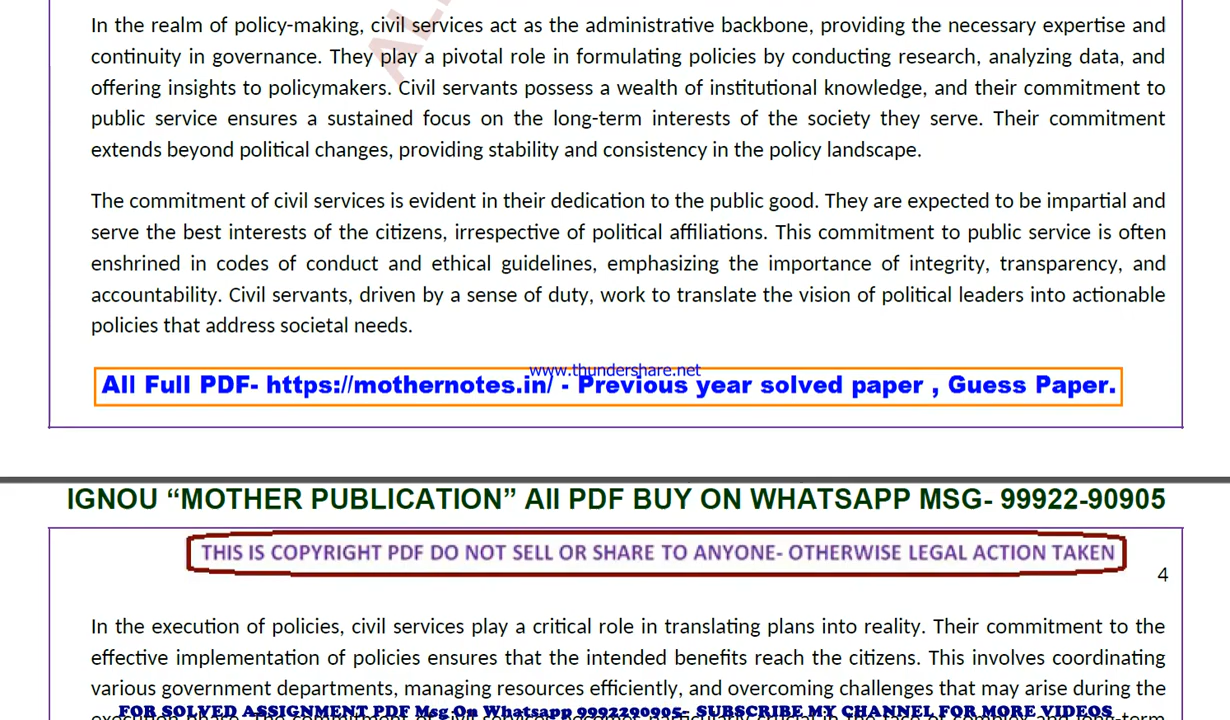 In the realm of policy-making, civil services act as the administrative backbone, providing the necessary expertise and
continuity in governance. They play a pivotal role in formulating policies by conducting research, analyzing data, and
offering insights to policymakers. Civil servants possess a wealth of institutional knowledge, and their commitment to
public service ensures a sustained focus on the long-term interests of the society they serve. Their commitment
extends beyond political changes, providing stability and consistency in the policy landscape.
The commitment of civil services is evident in their dedication to the public good. They are expected to be impartial and
serve the best interests of the citizens, irrespective of political affiliations. This commitment to public service is often
enshrined in codes of conduct and ethical guidelines, emphasizing the importance of integrity, transparency, and
accountability. Civil servants, driven by a sense of duty, work to translate the vision of political leaders into actionable
policies that address societal needs.
www.thundershare.net
All Full PDF- https://mothernotes.in/ - Previous year solved paper , Guess Paper.
IGNOU “MOTHER PUBLICATION” All PDF BUY ON WHATSAPP MSG- 99922-90905
THIS IS COPYRIGHT PDF DO NOT SELL OR SHARE TO ANYONE- OTHERWISE LEGAL ACTION TAKEN
4
In the execution of policies, civil services play a critical role in translating plans into reality. Their commitment to the
effective implementation of policies ensures that the intended benefits reach the citizens. This involves coordinating
various government departments, managing resources efficiently, and overcoming challenges that may arise during the
FOR SOLVED ASSIGNMENT PDF Msg On Whatsapp 9992290905- SUBSCRIBE MY CHANNEL FOR MORE VIDEOS